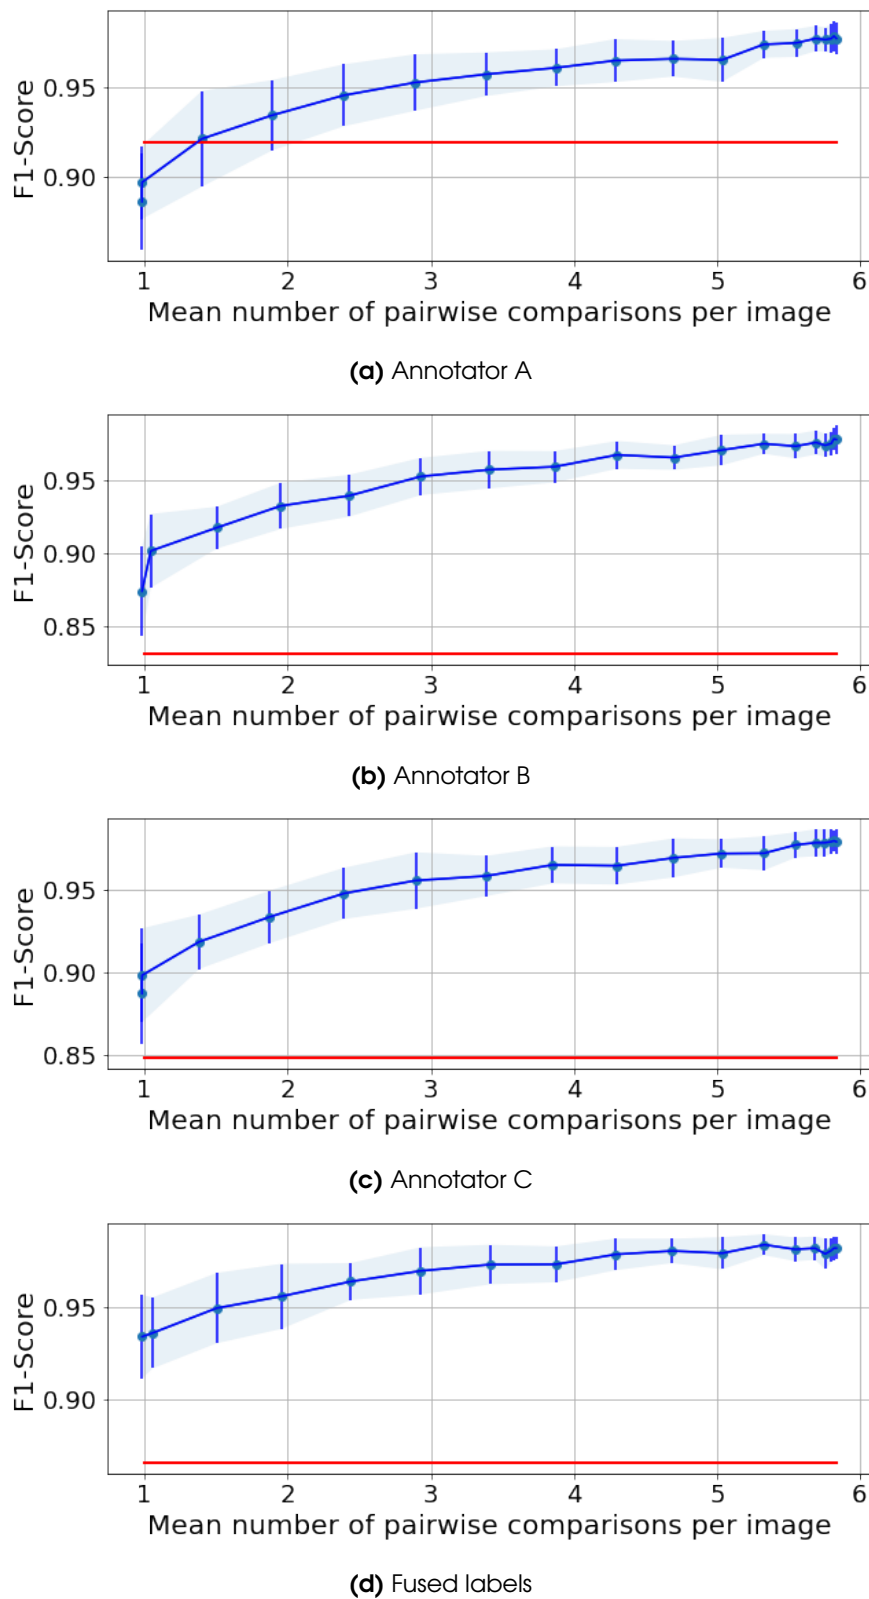 F1-Score
0.95
0.90
1 2 3 4 5 6
Mean number of pairwise comparisons per image
(a) Annotator A
F1-Score
0.95
0.90
0.85
1 2 3 4 5 6
Mean number of pairwise comparisons per image
(b) Annotator B
F1-Score
0.95
0.90
0.85
1 2 3 4 5 6
Mean number of pairwise comparisons per image
(c) Annotator C
F1-Score
0.95
0.90
1 2 3 4 5 6
Mean number of pairwise comparisons per image
(d) Fused labels